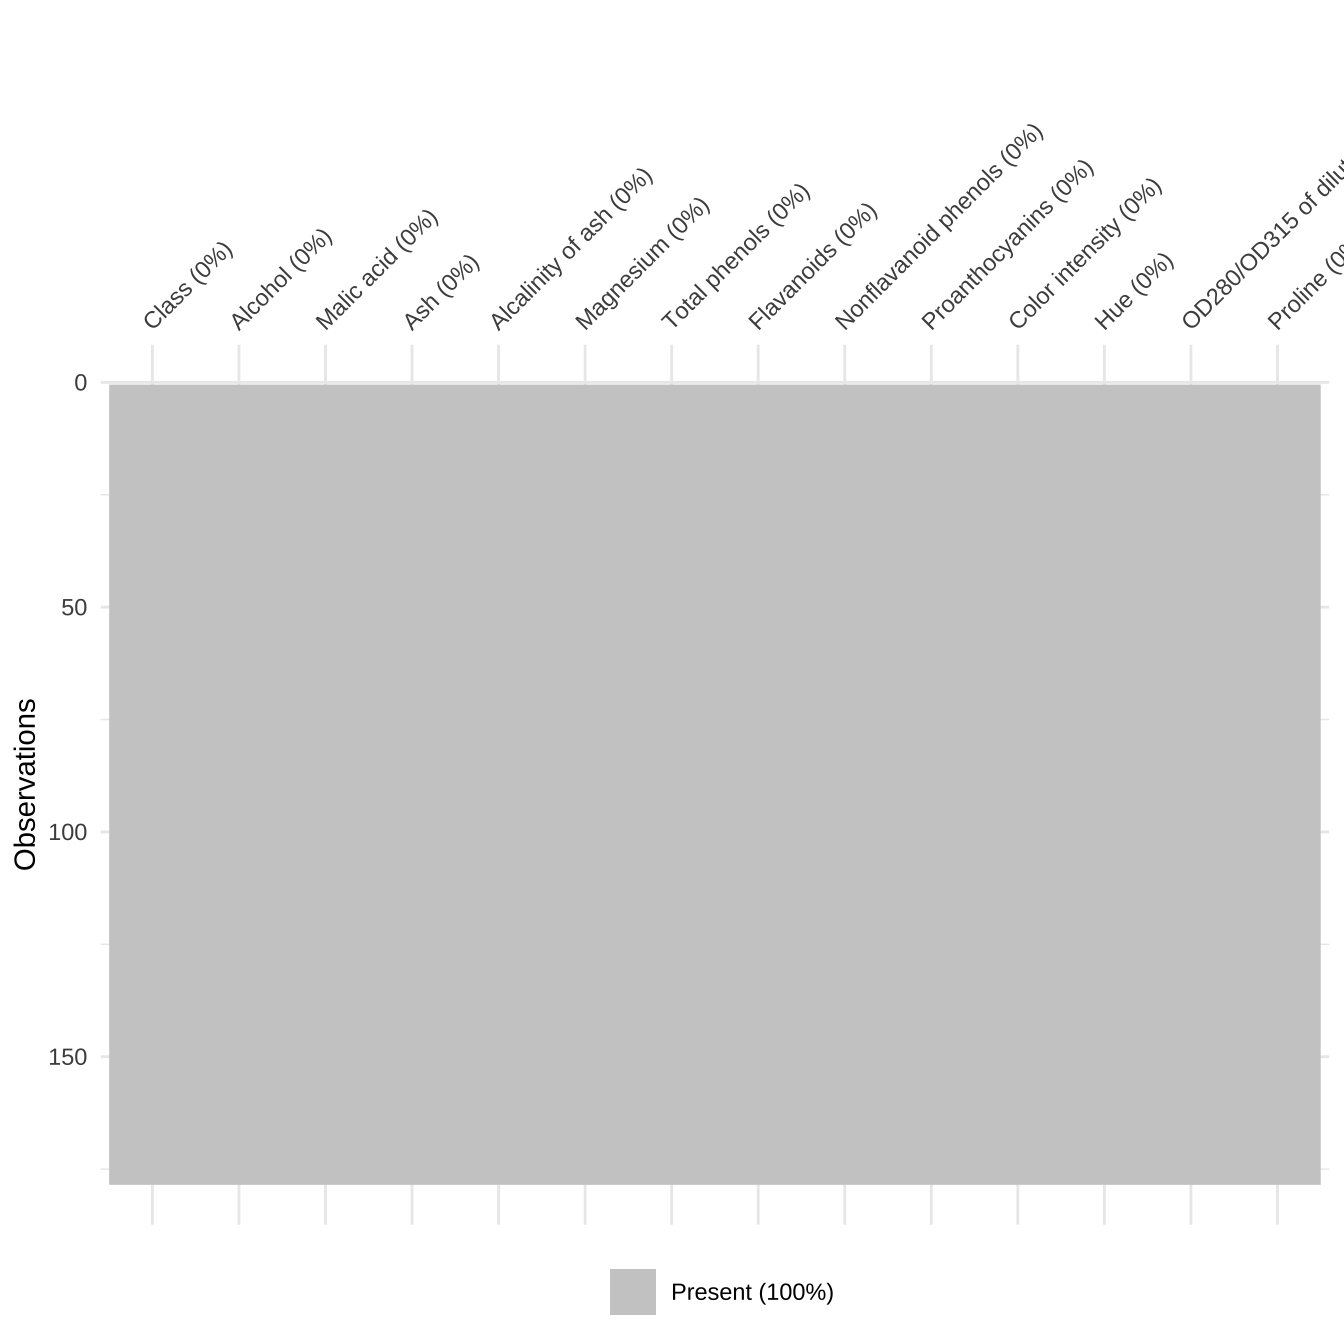 Class (0%)
Alcohol (0%)
Malic acid (0%)
Ash (0%)
Alcalinity of ash (0%)
Magnesium (0%)
Total phenols (0%)
Flavanoids (0%)
Nonflavanoid phenols (0%)
Proanthocyanins (0%)
Color intensity (0%)
Hue (0%)
OD280/OD315 of
Proline
0
50
100
150
Observations
Present (100%)